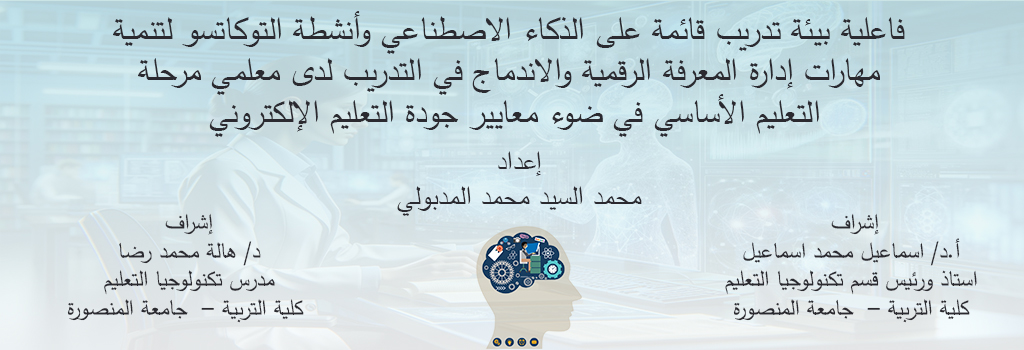 فاعلية بيئة تدريب قائمة على الذكاء الاصطناعي وأنشطة التوكاتسو لتنمية
مهارات إدارة المعرفة الرقمية والاندماج في التدريب لدى معلمي مرحلة
التعليم الأساسي في ضوء معايير جودة التعليم الإلكتروني
إعداد
محمد السيد محمد المدبولي
إشراف
أ.د/ اسماعيل محمد اسماعيل
استاذ ورئيس قسم تكنولوجيا التعليم
كلية التربية – جامعة المنصورة
إشراف
د/ هالة محمد رضا
مدرس تكنولوجيا التعليم
كلية التربية – جامعة المنصورة